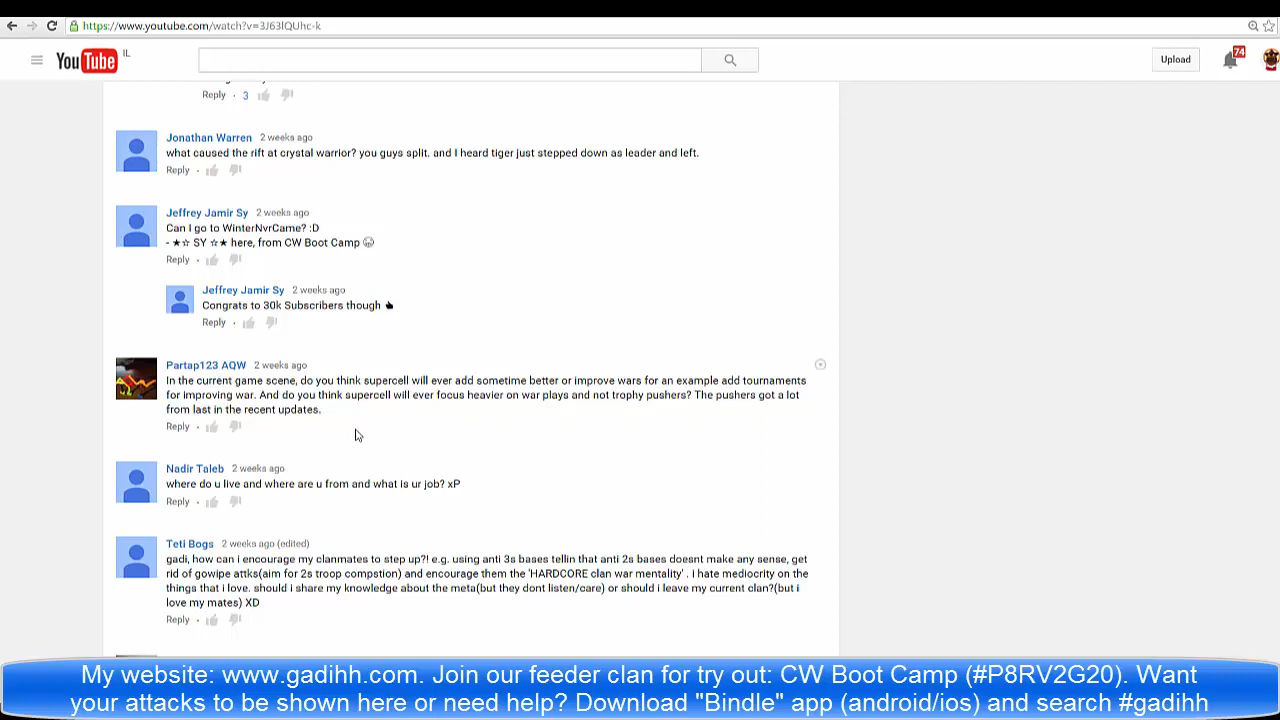 https://www.youtube.com/watch?v=3J63lQUhc-k
YouTube IL
Upload
74
Reply · 3
Jonathan Warren 2 weeks ago
what caused the rift at crystal warrior? you guys split. and I heard tiger just stepped down as leader and left.
Reply ·
Jeffrey Jamir Sy 2 weeks ago
Can I go to WinterNvrCame? :D
- ★☆ SY ☆★ here, from CW Boot Camp
Reply ·
Jeffrey Jamir Sy 2 weeks ago
Congrats to 30k Subscribers though
Reply ·
Partap123 AQW 2 weeks ago
In the current game scene, do you think supercell will ever add sometime better or improve wars for an example add tournaments
for improving war. And do you think supercell will ever focus heavier on war plays and not trophy pushers? The pushers got a lot
from last in the recent updates.
Reply ·
Nadir Taleb 2 weeks ago
where do u live and where are u from and what is ur job? xP
Reply ·
Teti Bogs 2 weeks ago (edited)
gadi, how can i encourage my clanmates to step up?! e.g. using anti 3s bases tellin that anti 2s bases doesnt make any sense, get
rid of gowipe attks(aim for 2s troop compstion) and encourage them the 'HARDCORE clan war mentality' . i hate mediocrity on the
things that i love. should i share my knowledge about the meta(but they dont listen/care) or should i leave my current clan?(but i
love my mates) XD
Reply ·
My website: www.gadihh.com. Join our feeder clan for try out: CW Boot Camp (#P8RV2G20). Want
your attacks to be shown here or need help? Download "Bindle" app (android/ios) and search #gadihh